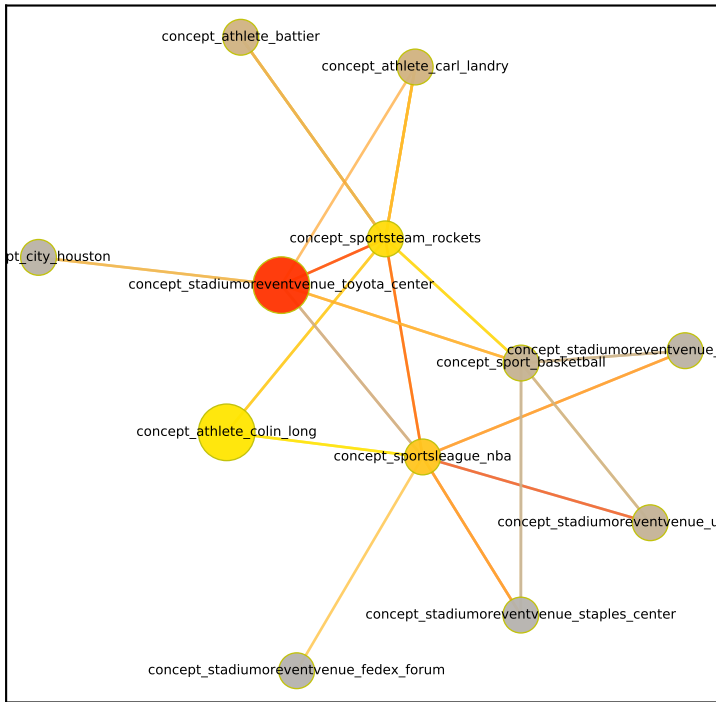 concept_athlete_battier
concept_athlete_carl_landry
concept_sportsteam_rockets
pt_city_houston
concept_stadiumoreventvenue_toyota_center
concept_stadiumoreventvenue_
concept_sport_basketball
concept_athlete_colin_long
concept_sportsleague_nba
concept_stadiumoreventvenue_u
concept_stadiumoreventvenue_staples_center
concept_stadiumoreventvenue_fedex_forum